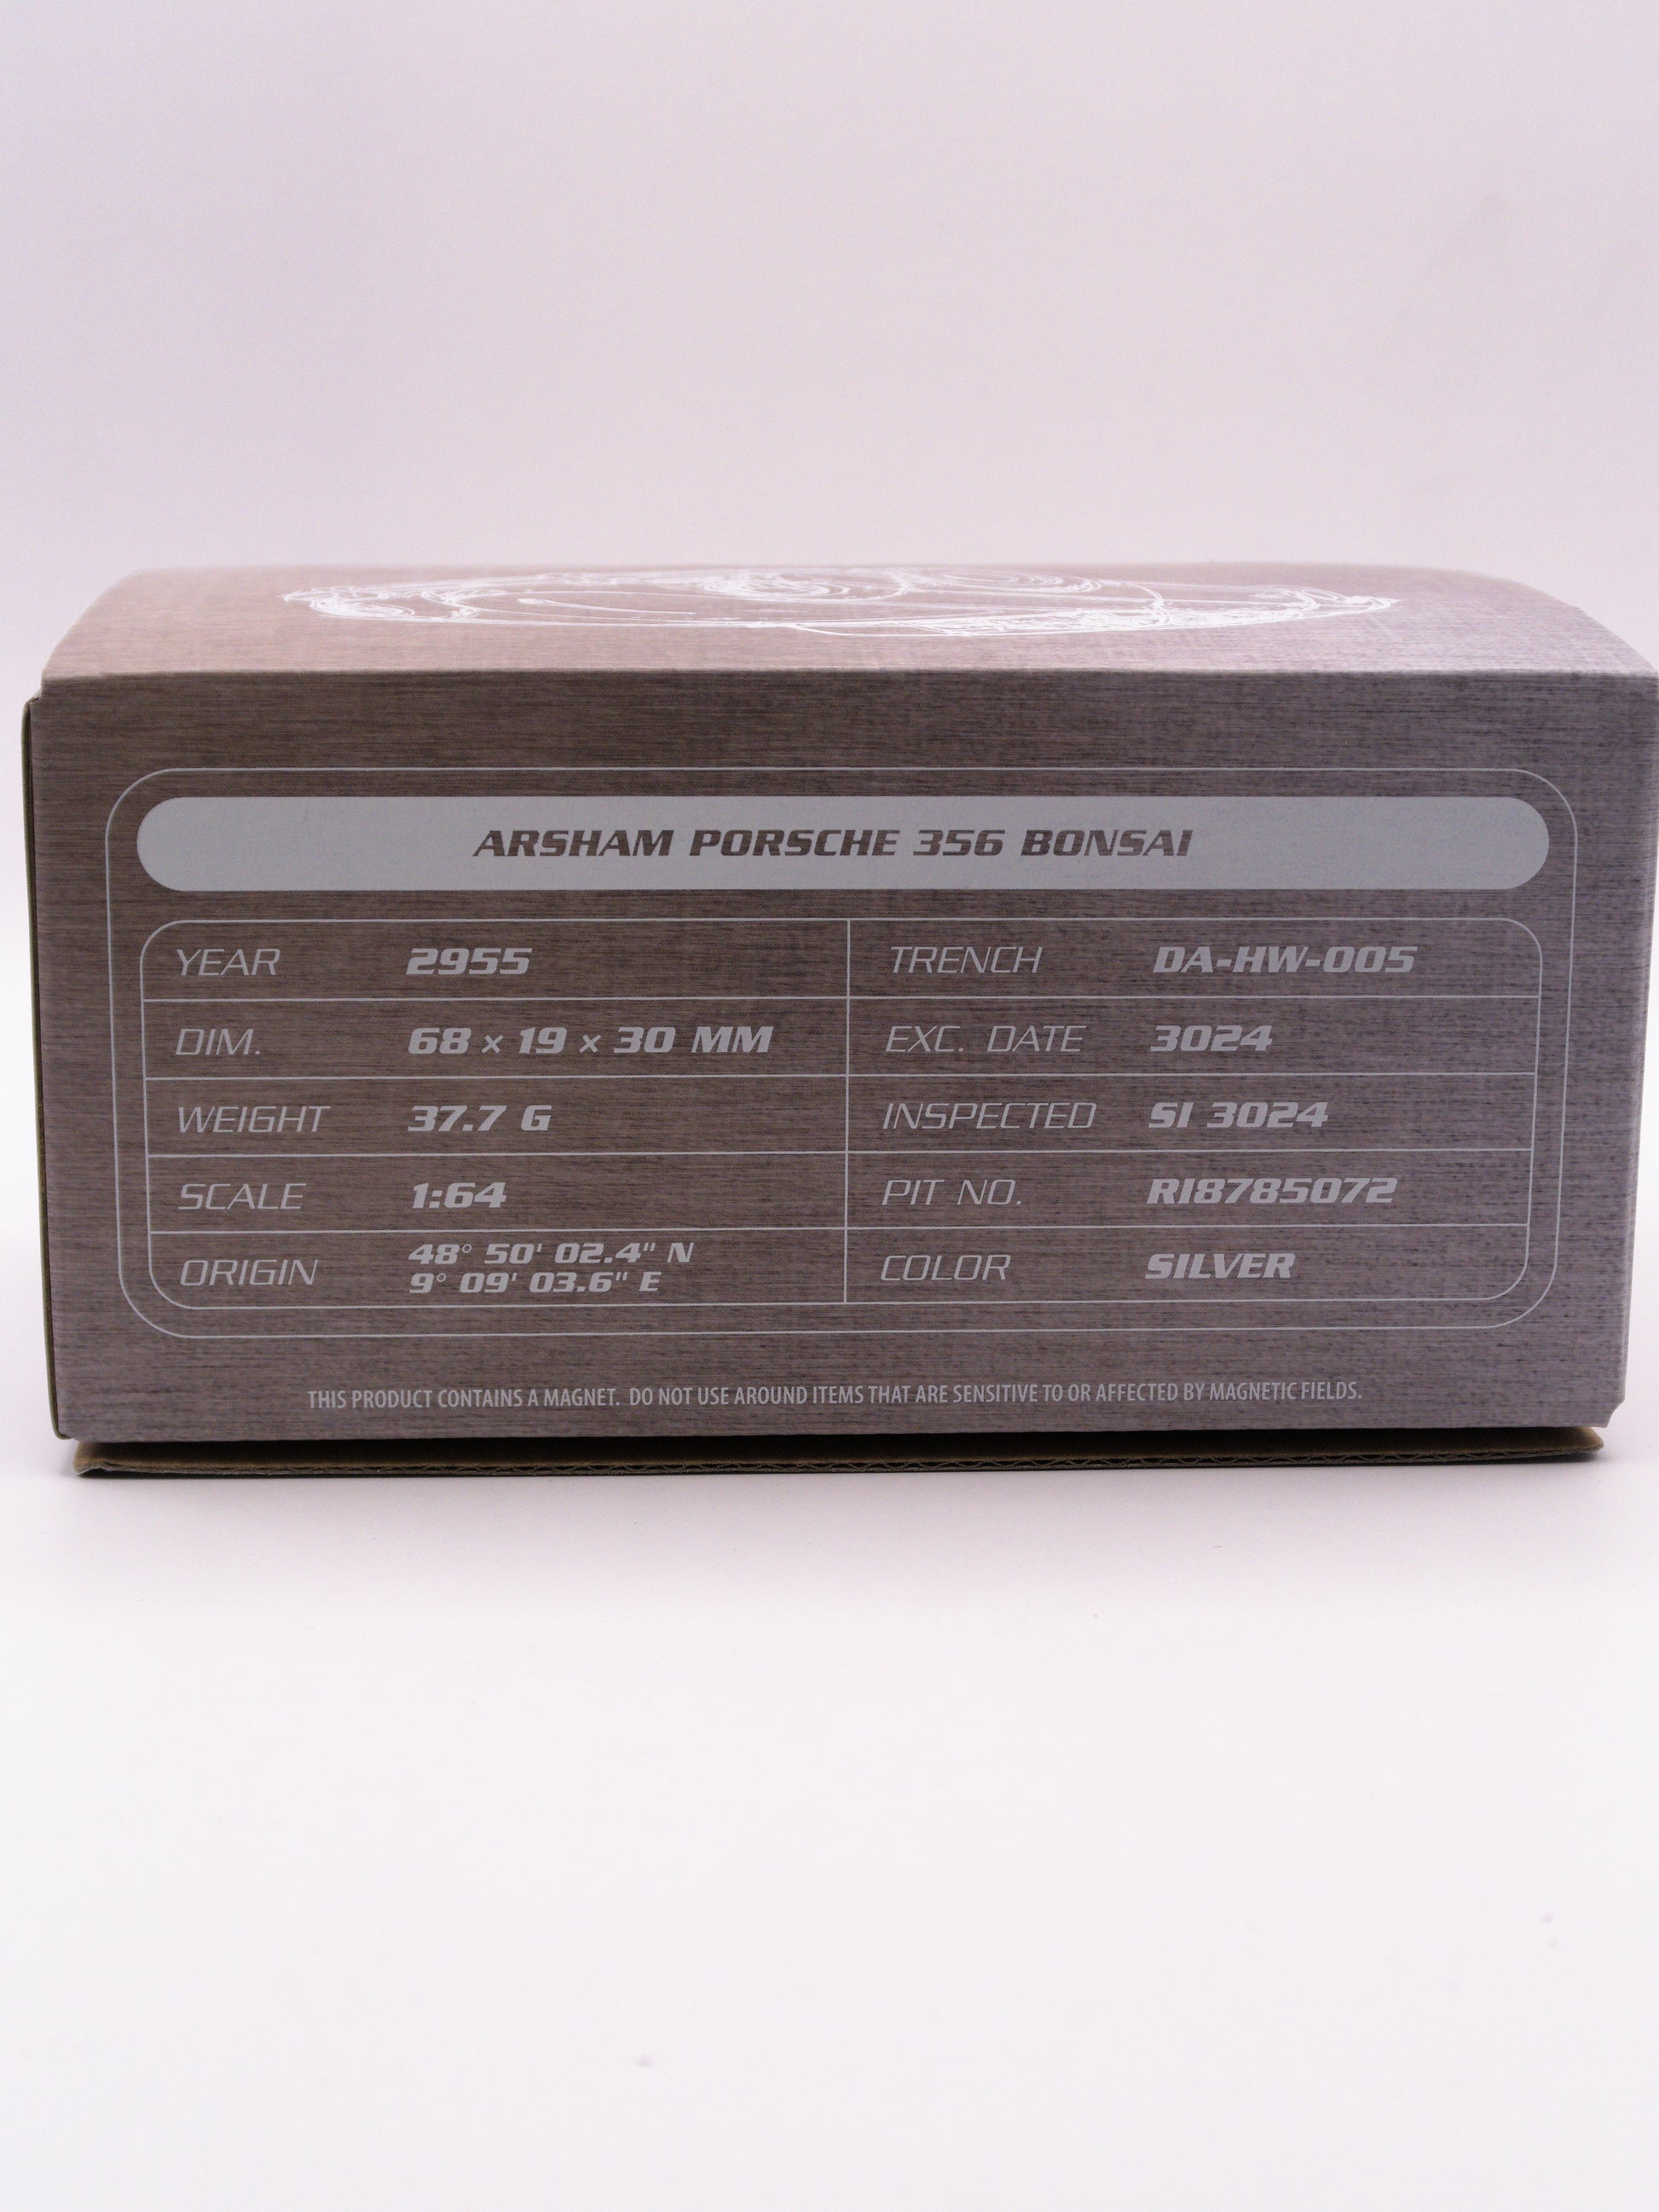 ARSHAM PORSCHE 356 BONSAI
YEAR 2955
TRENCH DA-HW-005
DIM. 68 × 19 × 30 MM
EXC. DATE 3024
WEIGHT 37.7 G
INSPECTED SI 3024
SCALE 1:64
PIT NO. RI8785072
ORIGIN 48° 50' 02.4" N
9° 09' 03.6" E
COLOR SILVER
THIS PRODUCT CONTAINS A MAGNET. DO NOT USE AROUND ITEMS THAT ARE SENSITIVE TO OR AFFECTED BY MAGNETIC FIELDS.